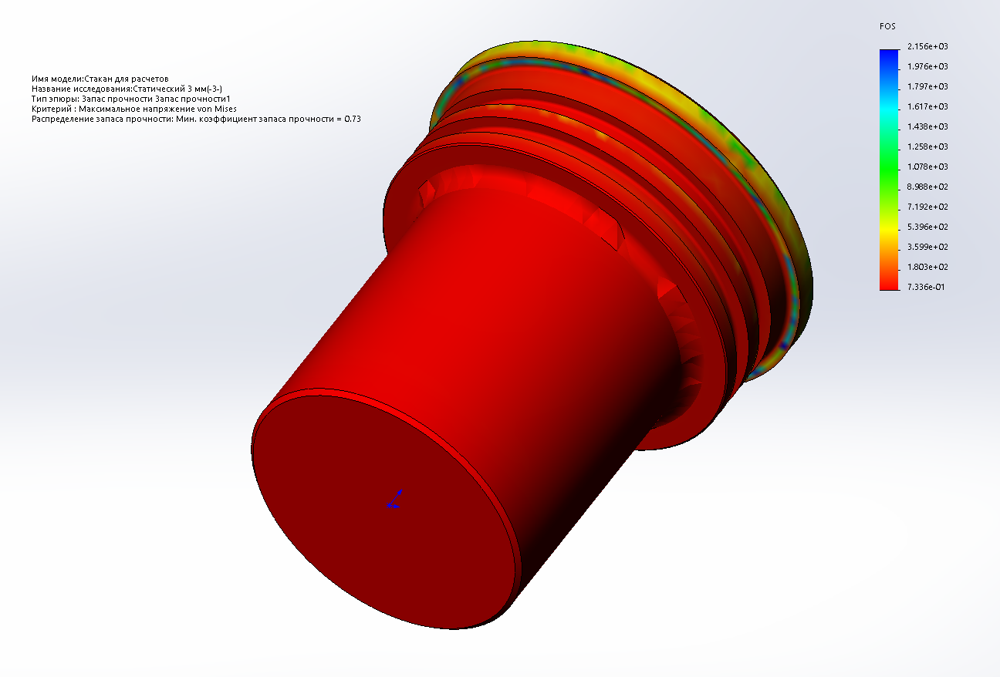 Имя модели:Стакан для расчетов
Название исследования:Статический 3 мм(-3-)
Тип эпюры: Запас прочности Запас прочности1
Критерий : Максимальное напряжение von Mises
Распределение запаса прочности: Мин. коэффициент запаса прочности = 0.73
FOS
2.156e+03
1.976e+03
1.797e+03
1.617e+03
1.438e+03
1.258e+03
1.078e+03
8.988e+02
7.192e+02
5.396e+02
3.599e+02
1.803e+02
7.336e-01